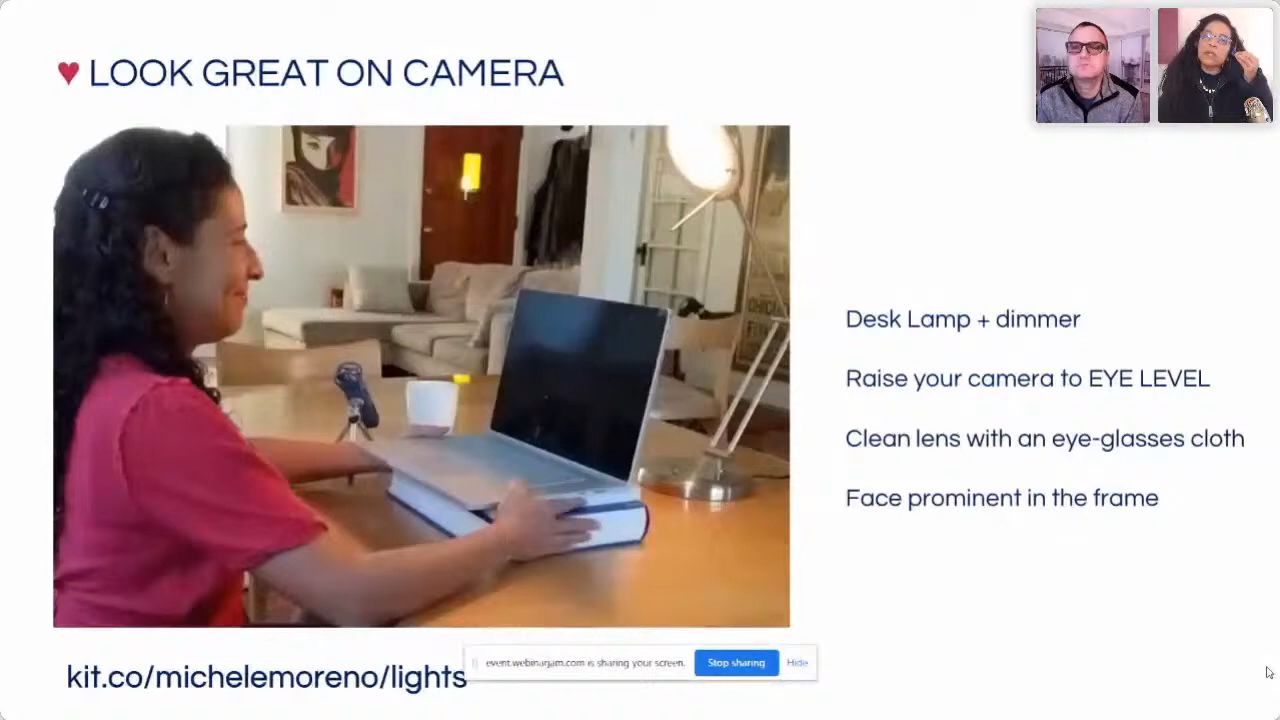 ♥ LOOK GREAT ON CAMERA
Desk Lamp + dimmer
Raise your camera to EYE LEVEL
Clean lens with an eye-glasses cloth
Face prominent in the frame
kit.co/michelemoreno/lights
event.webinarjam.com is sharing your screen.
Stop sharing
Hide